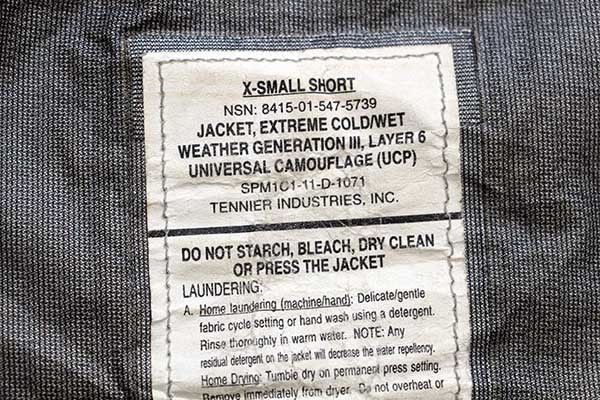 X-SMALL SHORT
NSN: 8415-01-547-5739
JACKET, EXTREME COLD/WET
WEATHER GENERATION III, LAYER 6
UNIVERSAL CAMOUFLAGE (UCP)
SPM1C1-11-D-1071
TENNIER INDUSTRIES, INC.
DO NOT STARCH, BLEACH, DRY CLEAN
OR PRESS THE JACKET
LAUNDERING:
A. Home laundering (machine/hand): Delicate/gentle
fabric cycle setting or hand wash using a detergent.
Rinse thoroughly in warm water. NOTE: Any
residual detergent on the jacket will decrease the water repellency.
Home Drying: Tumble dry on permanent press setting.
Remove immediately from dryer. Do not overheat or